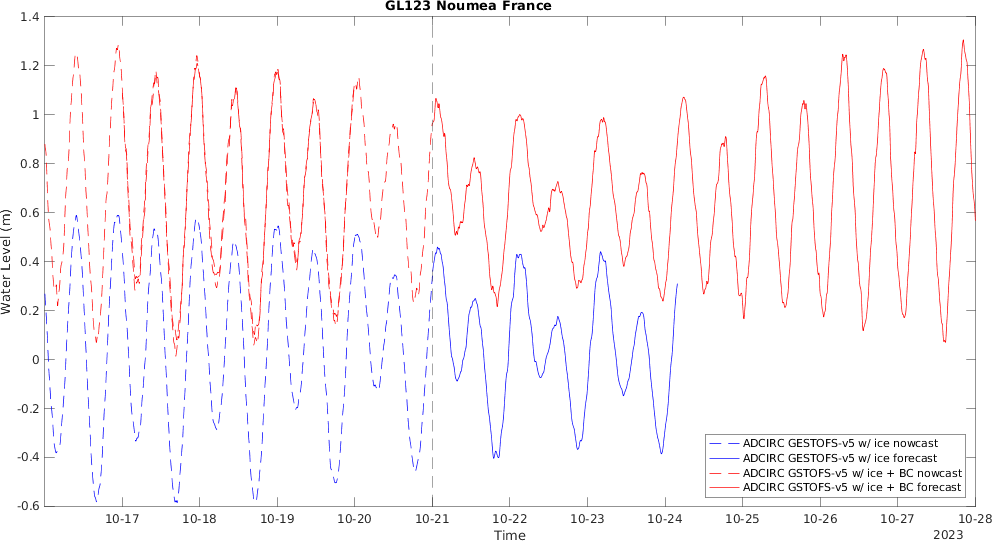 GL123 Noumea France
1.4
1.2
1
0.8
0.6
0.4
0.2
0
-0.2
-0.4
-0.6
Water Level (m)
ADCIRC GESTOFS-v5 w/ ice nowcast
ADCIRC GESTOFS-v5 w/ ice forecast
ADCIRC GSTOFS-v5 w/ ice + BC nowcast
ADCIRC GSTOFS-v5 w/ ice + BC forecast
10-17 10-18 10-19 10-20 10-21 10-22 10-23 10-24 10-25 10-26 10-27 10-28
Time
2023